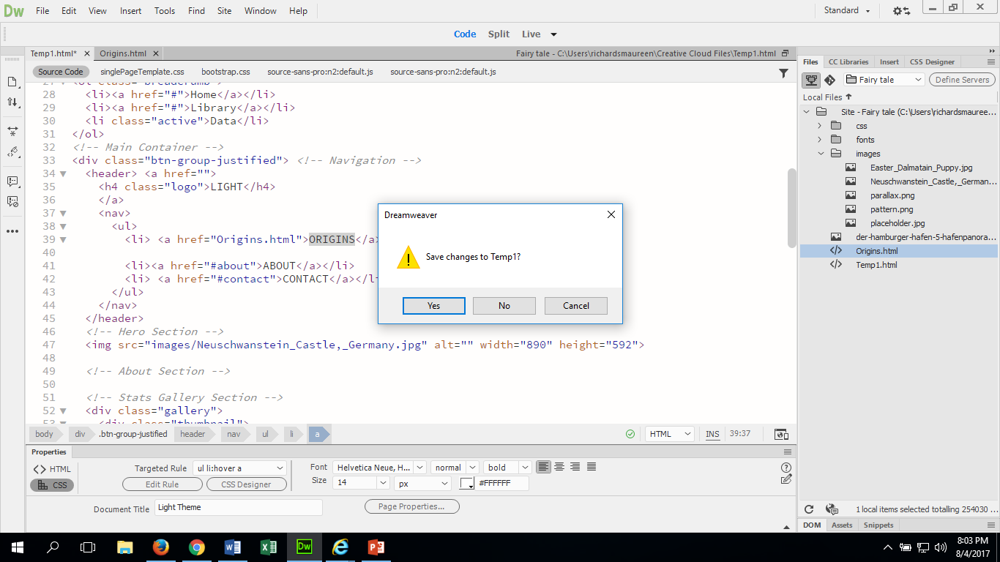 Dw File Edit View Insert Format Tools Find Site Window Help Standard
Code Split Live
Temp1.html* × Origins.html × Fairy tale - C:\Users\richardsmaureen\Creative Cloud Files\Temp1.html
Source Code singlePageTemplate.css bootstrap.css source-sans-pro:n2:default.js source-sans-pro:n2:default.js
27 <ol class="breadcrumb">
28 <li><a href="#">Home</a></li>
29 <li><a href="#">Library</a></li>
30 <li class="active">Data</li>
31 </ol>
32 <!-- Main Container -->
33 <div class="btn-group-justified"> <!-- Navigation -->
34 <header> <a href="">
35 <h4 class="logo">LIGHT</h4>
36 </a>
37 <nav>
38 <ul>
39 <li> <a href="Origins.html">ORIGINS</a>
40
41 <li><a href="#about">ABOUT</a></li>
42 <li> <a href="#contact">CONTACT</a></li
43 </ul>
44 </nav>
45 </header>
46 <!-- Hero Section -->
47 <img src="images/Neuschwanstein_Castle,_Germany.jpg" alt="" width="890" height="592">
48
49 <!-- About Section -->
50
51 <!-- Stats Gallery Section -->
52 <div class="gallery">
53 <div class="thumbnail">
Dreamweaver
Save changes to Temp1?
Yes No Cancel
body div .btn-group-justified header nav ul li a HTML INS 39:37
Properties
HTML Targeted Rule ul li:hover a Font Helvetica Neue, H... normal bold
CSS Edit Rule CSS Designer Size 14 px #FFFFFF
Document Title Light Theme Page Properties...
Files CC Libraries Insert CSS Designer
Fairy tale Define Servers
Local Files
Site - Fairy tale (C:\Users\richardsmauree...
css
fonts
images
Easter_Dalmatain_Puppy.jpg
Neuschwanstein_Castle,_German...
parallax.png
pattern.png
placeholder.jpg
der-hamburger-hafen-5-hafenpanora...
Origins.html
Temp1.html
1 local items selected totalling 254030 ...
DOM Assets Snippets
8:03 PM
8/4/2017